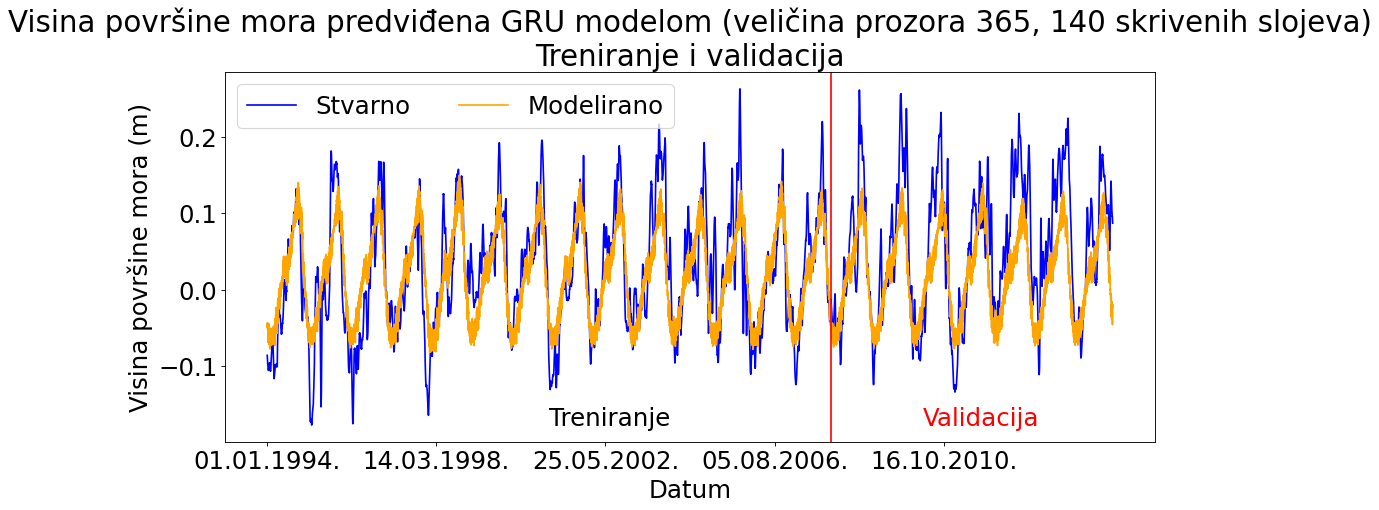 Visina površine mora predviđena GRU modelom (veličina prozora 365, 140 skrivenih slojeva)
Treniranje i validacija
Stvarno
Modelirano
Visina površine mora (m)
0.2
0.1
0.0
−0.1
Treniranje
Validacija
01.01.1994.
14.03.1998.
25.05.2002.
05.08.2006.
16.10.2010.
Datum